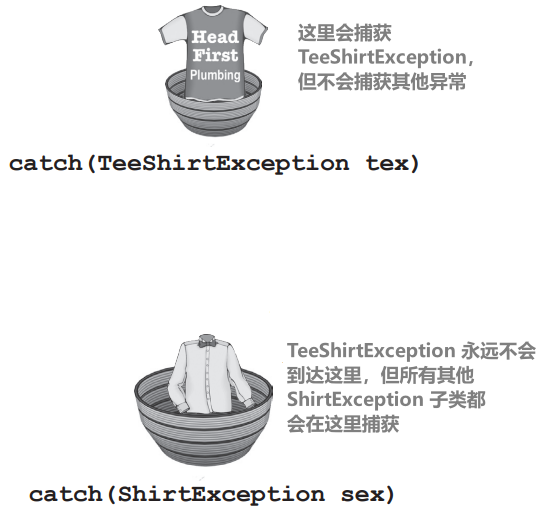 Head
First
Plumbing
这里会捕获
TeeShirtException，
但不会捕获其他异常
catch(TeeShirtException tex)
TeeShirtException 永远不会
到达这里，但所有其他
ShirtException 子类都
会在这里捕获
catch(ShirtException sex)